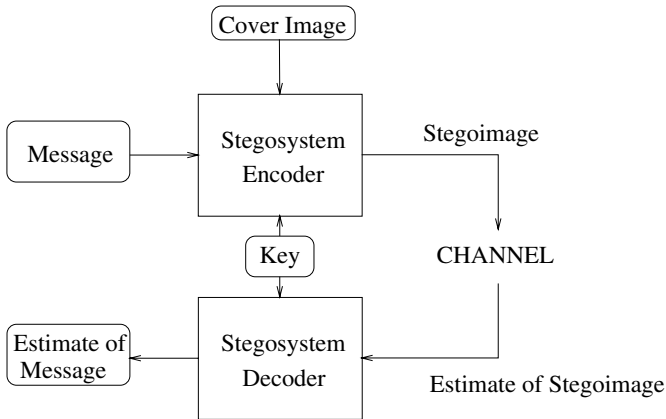 Cover Image
Stegoimage
Message
Stegosystem
Encoder
Key
CHANNEL
Estimate of
Message
Stegosystem
Decoder
Estimate of Stegoimage